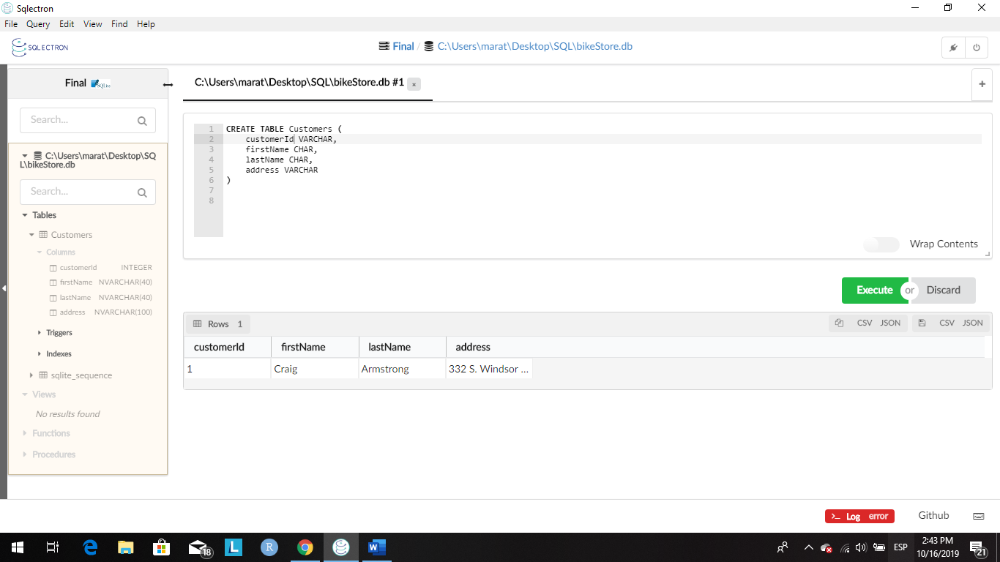 Sqlectron
File Query Edit View Find Help
SQLECTRON
Final / C:\Users\marat\Desktop\SQL\bikeStore.db
Final SQLite
C:\Users\marat\Desktop\SQL\bikeStore.db #1 ×
+
Search...
C:\Users\marat\Desktop\SQ
L\bikeStore.db
Search...
Tables
Customers
Columns
customerId INTEGER
firstName NVARCHAR(40)
lastName NVARCHAR(40)
address NVARCHAR(100)
Triggers
Indexes
sqlite_sequence
Views
No results found
Functions
Procedures
1 CREATE TABLE Customers (
2 customerId VARCHAR,
3 firstName CHAR,
4 lastName CHAR,
5 address VARCHAR
6 )
7
8
Wrap Contents
Execute or Discard
Rows 1 CSV JSON CSV JSON
customerId firstName lastName address
1 Craig Armstrong 332 S. Windsor ...
>_ Log error Github
18 L R W ESP 2:43 PM
10/16/2019 21